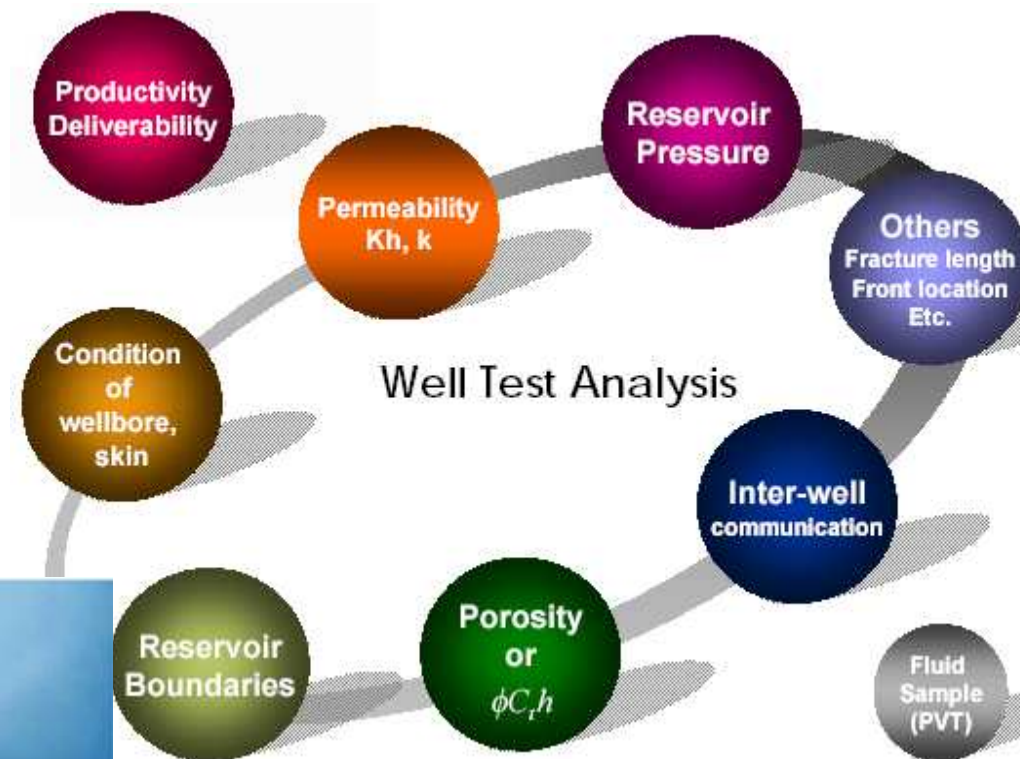 Productivity
Deliverability
Reservoir
Pressure
Permeability
Kh, k
Others
Fracture length
Front location
Etc.
Condition
of
wellbore,
skin
Well Test Analysis
Inter-well
communication
Reservoir
Boundaries
Porosity
or
ϕCₜh
Fluid
Sample
(PVT)